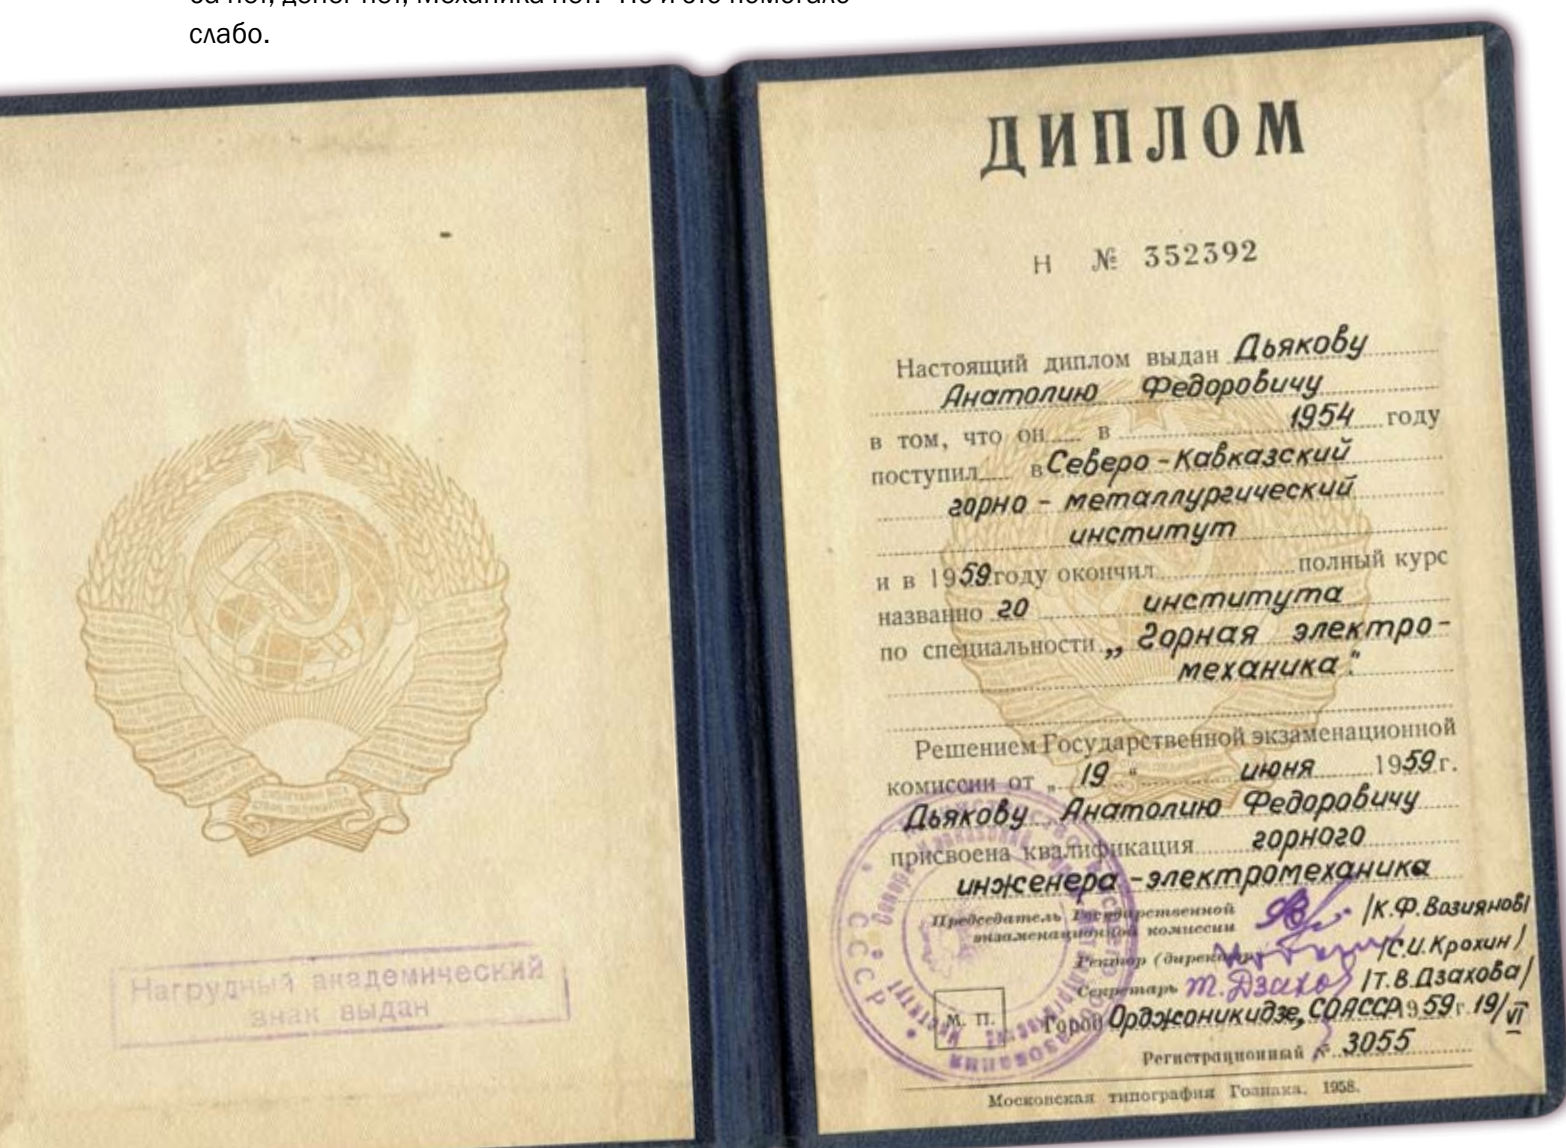 слабо.
Нагрудный академический
знак выдан
ДИПЛОМ
Н № 352392
Настоящий диплом выдан Дьякову
Анатолию Федоровичу
в том, что он в 1954 году
поступил в Северо-Кавказский
горно-металлургический
институт
и в 1959 году окончил полный курс
названного института
по специальности „Горная электро-
механика".
Решением Государственной экзаменационной
комиссии от „19" июня 1959 г.
Дьякову Анатолию Федоровичу
присвоена квалификация горного
инженера-электромеханика
Председатель Государственной /К.Ф. Возиянов/
экзаменационной комиссии
Ректор (директор) /С.И. Крохин/
Секретарь Т. Дзахо /Т.В. Дзахова/
М. П. Город Орджоникидзе, СОАССР 1959 г. 19/VI
Регистрационный № 3055
Московская типография Гознака. 1958.